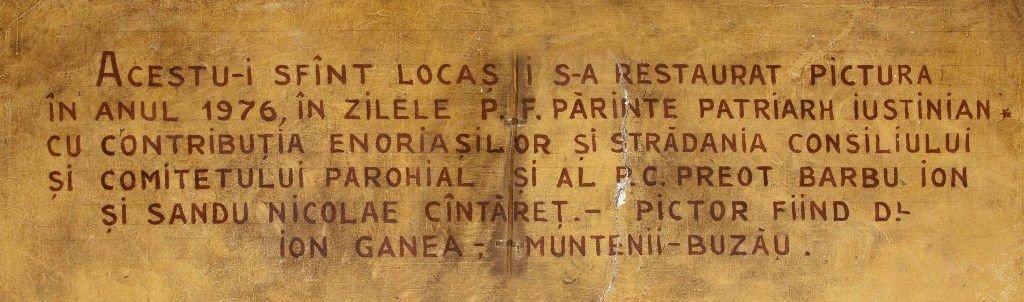 ACESTU-I SFÎNT LOCAȘ I S-A RESTAURAT PICTURA
ÎN ANUL 1976, ÎN ZILELE P. F. PĂRINTE PATRIARH IUSTINIAN.
CU CONTRIBUȚIA ENORIAȘILOR ȘI STRĂDANIA CONSILIULUI
ȘI COMITETULUI PAROHIAL ȘI AL P.C. PREOT BARBU ION
ȘI SANDU NICOLAE CÎNTĂREȚ.- PICTOR FIIND DL-
ION GANEA; MUNTENII-BUZĂU.